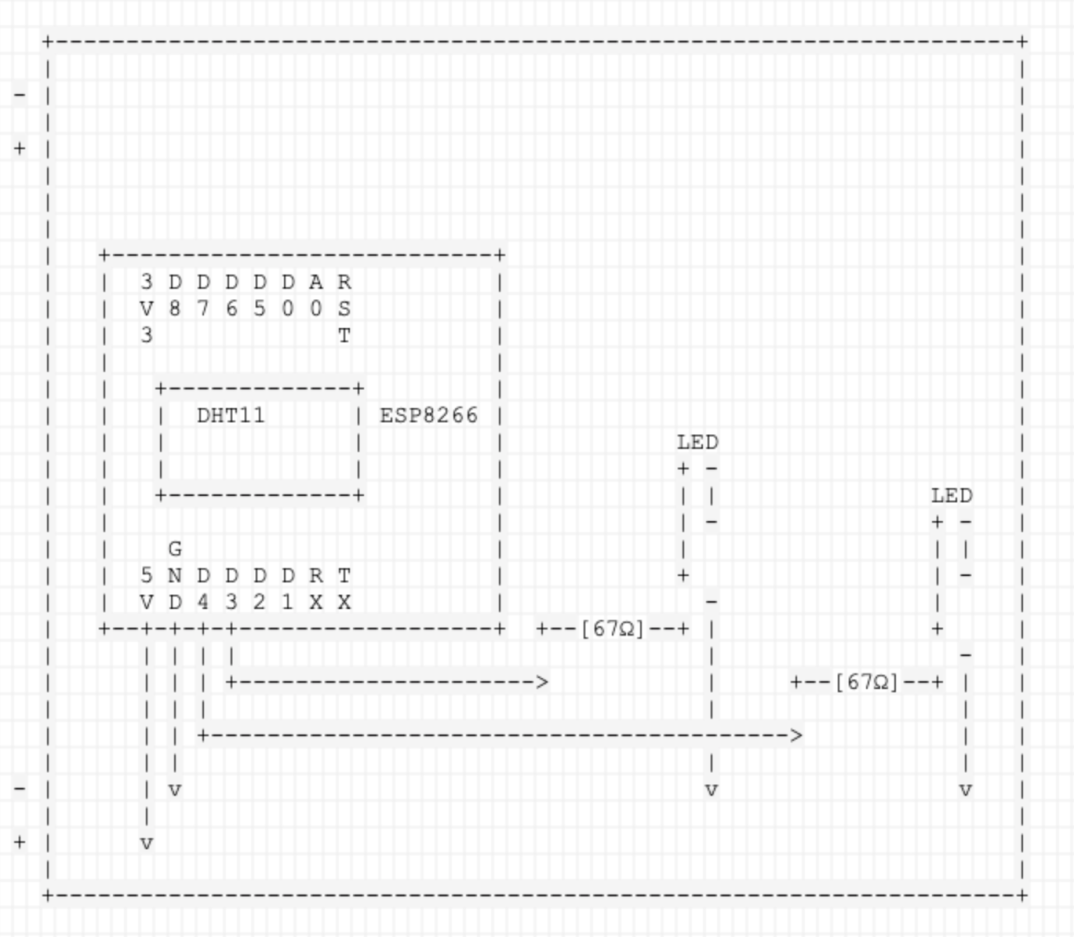 +--------------------------------------------------------------------+
-
+
+---------------------------+
3 D D D D D A R
V 8 7 6 5 0 0 S
3 T
+-------------+
DHT11 ESP8266
LED
+ -
+-------------+ LED
- + -
G
5 N D D D D R T + -
V D 4 3 2 1 X X -
+--+-+-+-+-------------------+ +--[67Ω]--+ +
-
+---------------------> +--[67Ω]--+
+----------------------------------------->
- v v v
+ v
+--------------------------------------------------------------------+